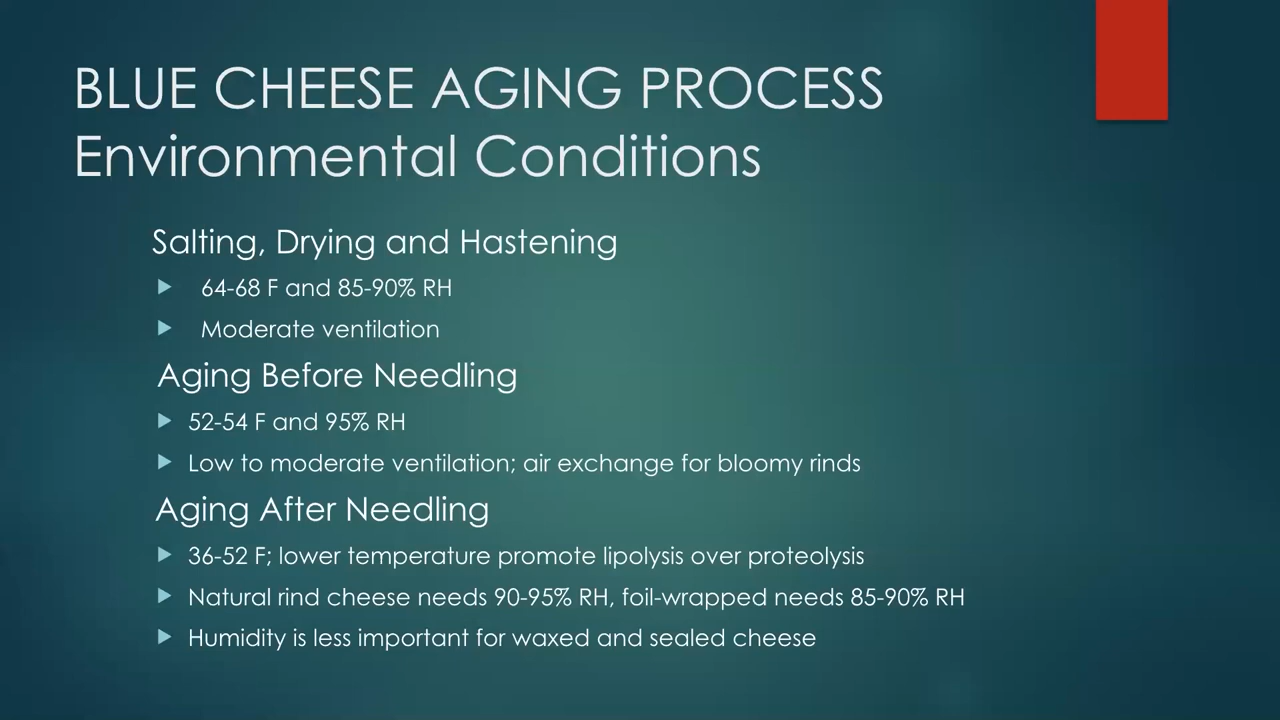 BLUE CHEESE AGING PROCESS
Environmental Conditions
Salting, Drying and Hastening
64-68 F and 85-90% RH
Moderate ventilation
Aging Before Needling
52-54 F and 95% RH
Low to moderate ventilation; air exchange for bloomy rinds
Aging After Needling
36-52 F; lower temperature promote lipolysis over proteolysis
Natural rind cheese needs 90-95% RH, foil-wrapped needs 85-90% RH
Humidity is less important for waxed and sealed cheese